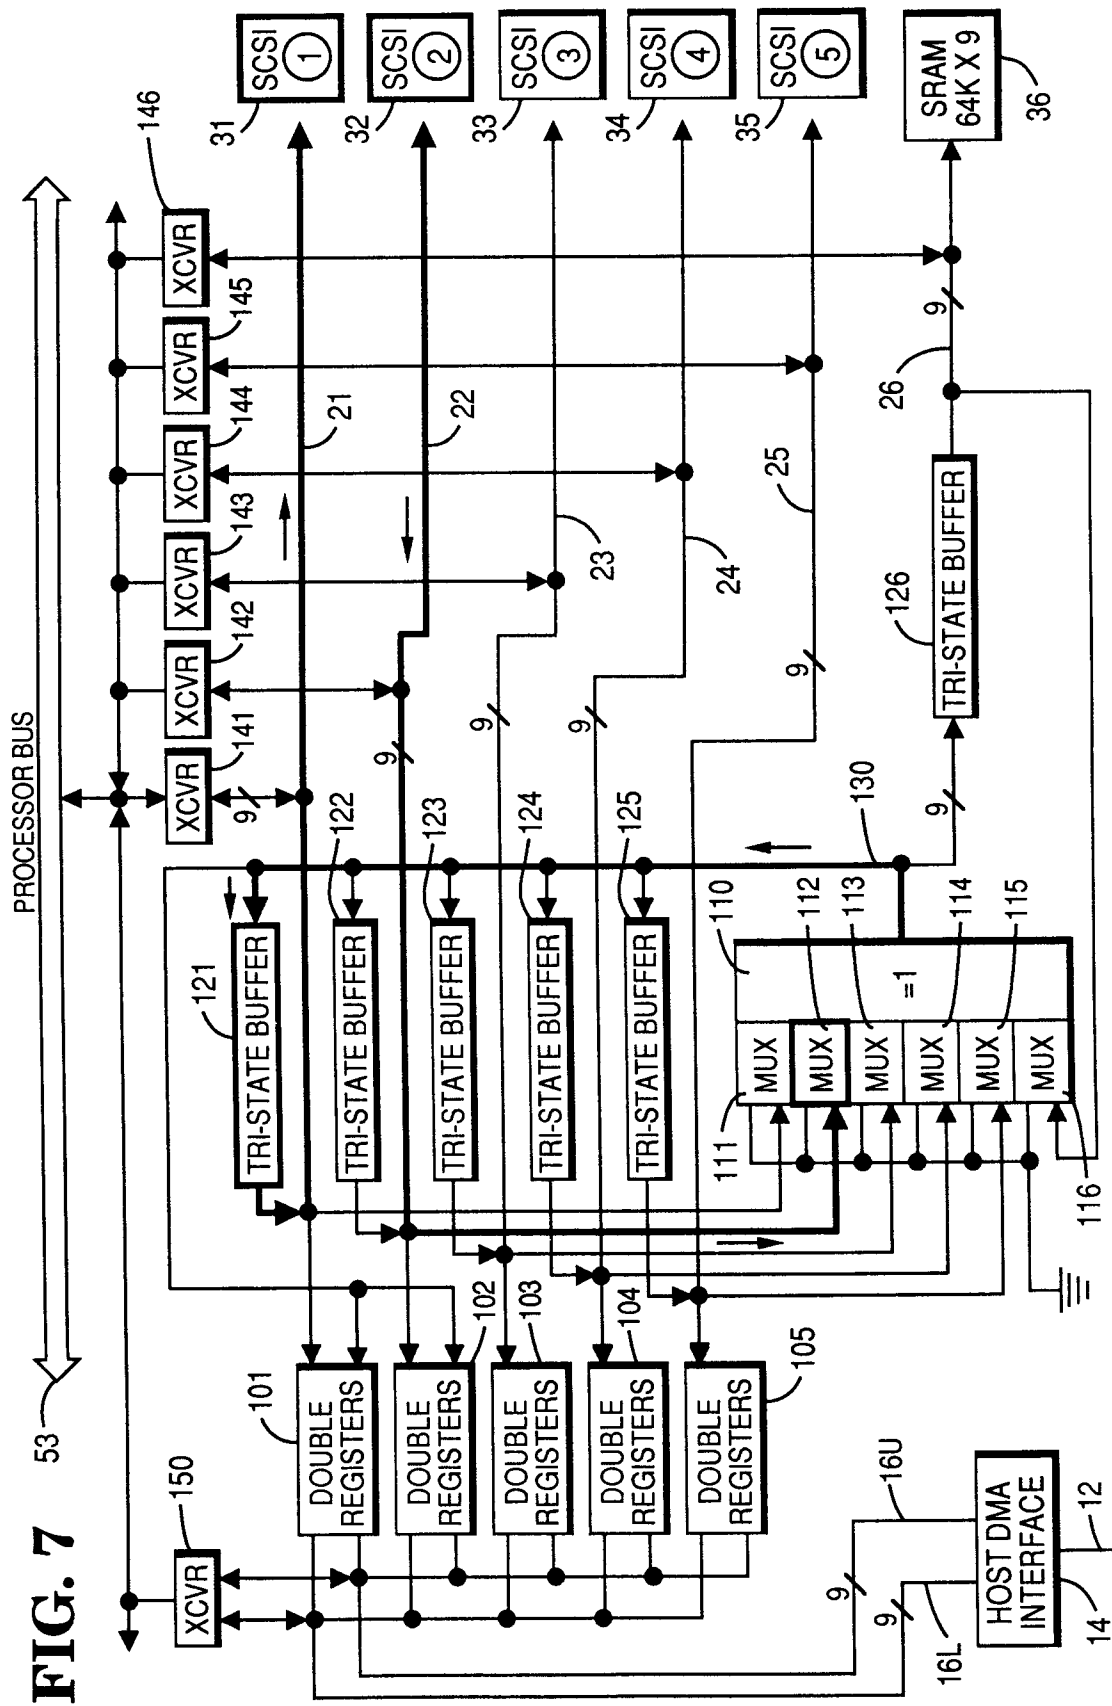 FIG. 7
PROCESSOR BUS
53
150
XCVR
XCVR
141
XCVR
142
XCVR
143
XCVR
144
XCVR
145
XCVR
146
31
SCSI
1
32
SCSI
2
33
SCSI
3
34
SCSI
4
35
SCSI
5
SRAM
64K X 9
36
9
21
22
23
24
25
26
9
9
9
9
9
9
121
TRI-STATE BUFFER
122
TRI-STATE BUFFER
123
TRI-STATE BUFFER
124
TRI-STATE BUFFER
125
TRI-STATE BUFFER
126
TRI-STATE BUFFER
130
110
112
113
114
115
111
116
MUX
MUX
MUX
MUX
MUX
MUX
=1
101
DOUBLE
REGISTERS
102
DOUBLE
REGISTERS
103
DOUBLE
REGISTERS
104
DOUBLE
REGISTERS
105
DOUBLE
REGISTERS
16U
9
9
16L
HOST DMA
INTERFACE
14
12